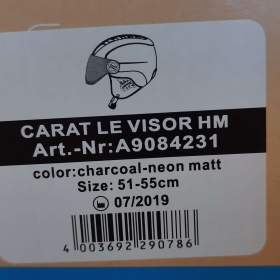 CARAT LE VISOR HM
Art.-Nr:A9084231
color:charcoal-neon matt
Size: 51-55cm
07/2019
4 003692 290786